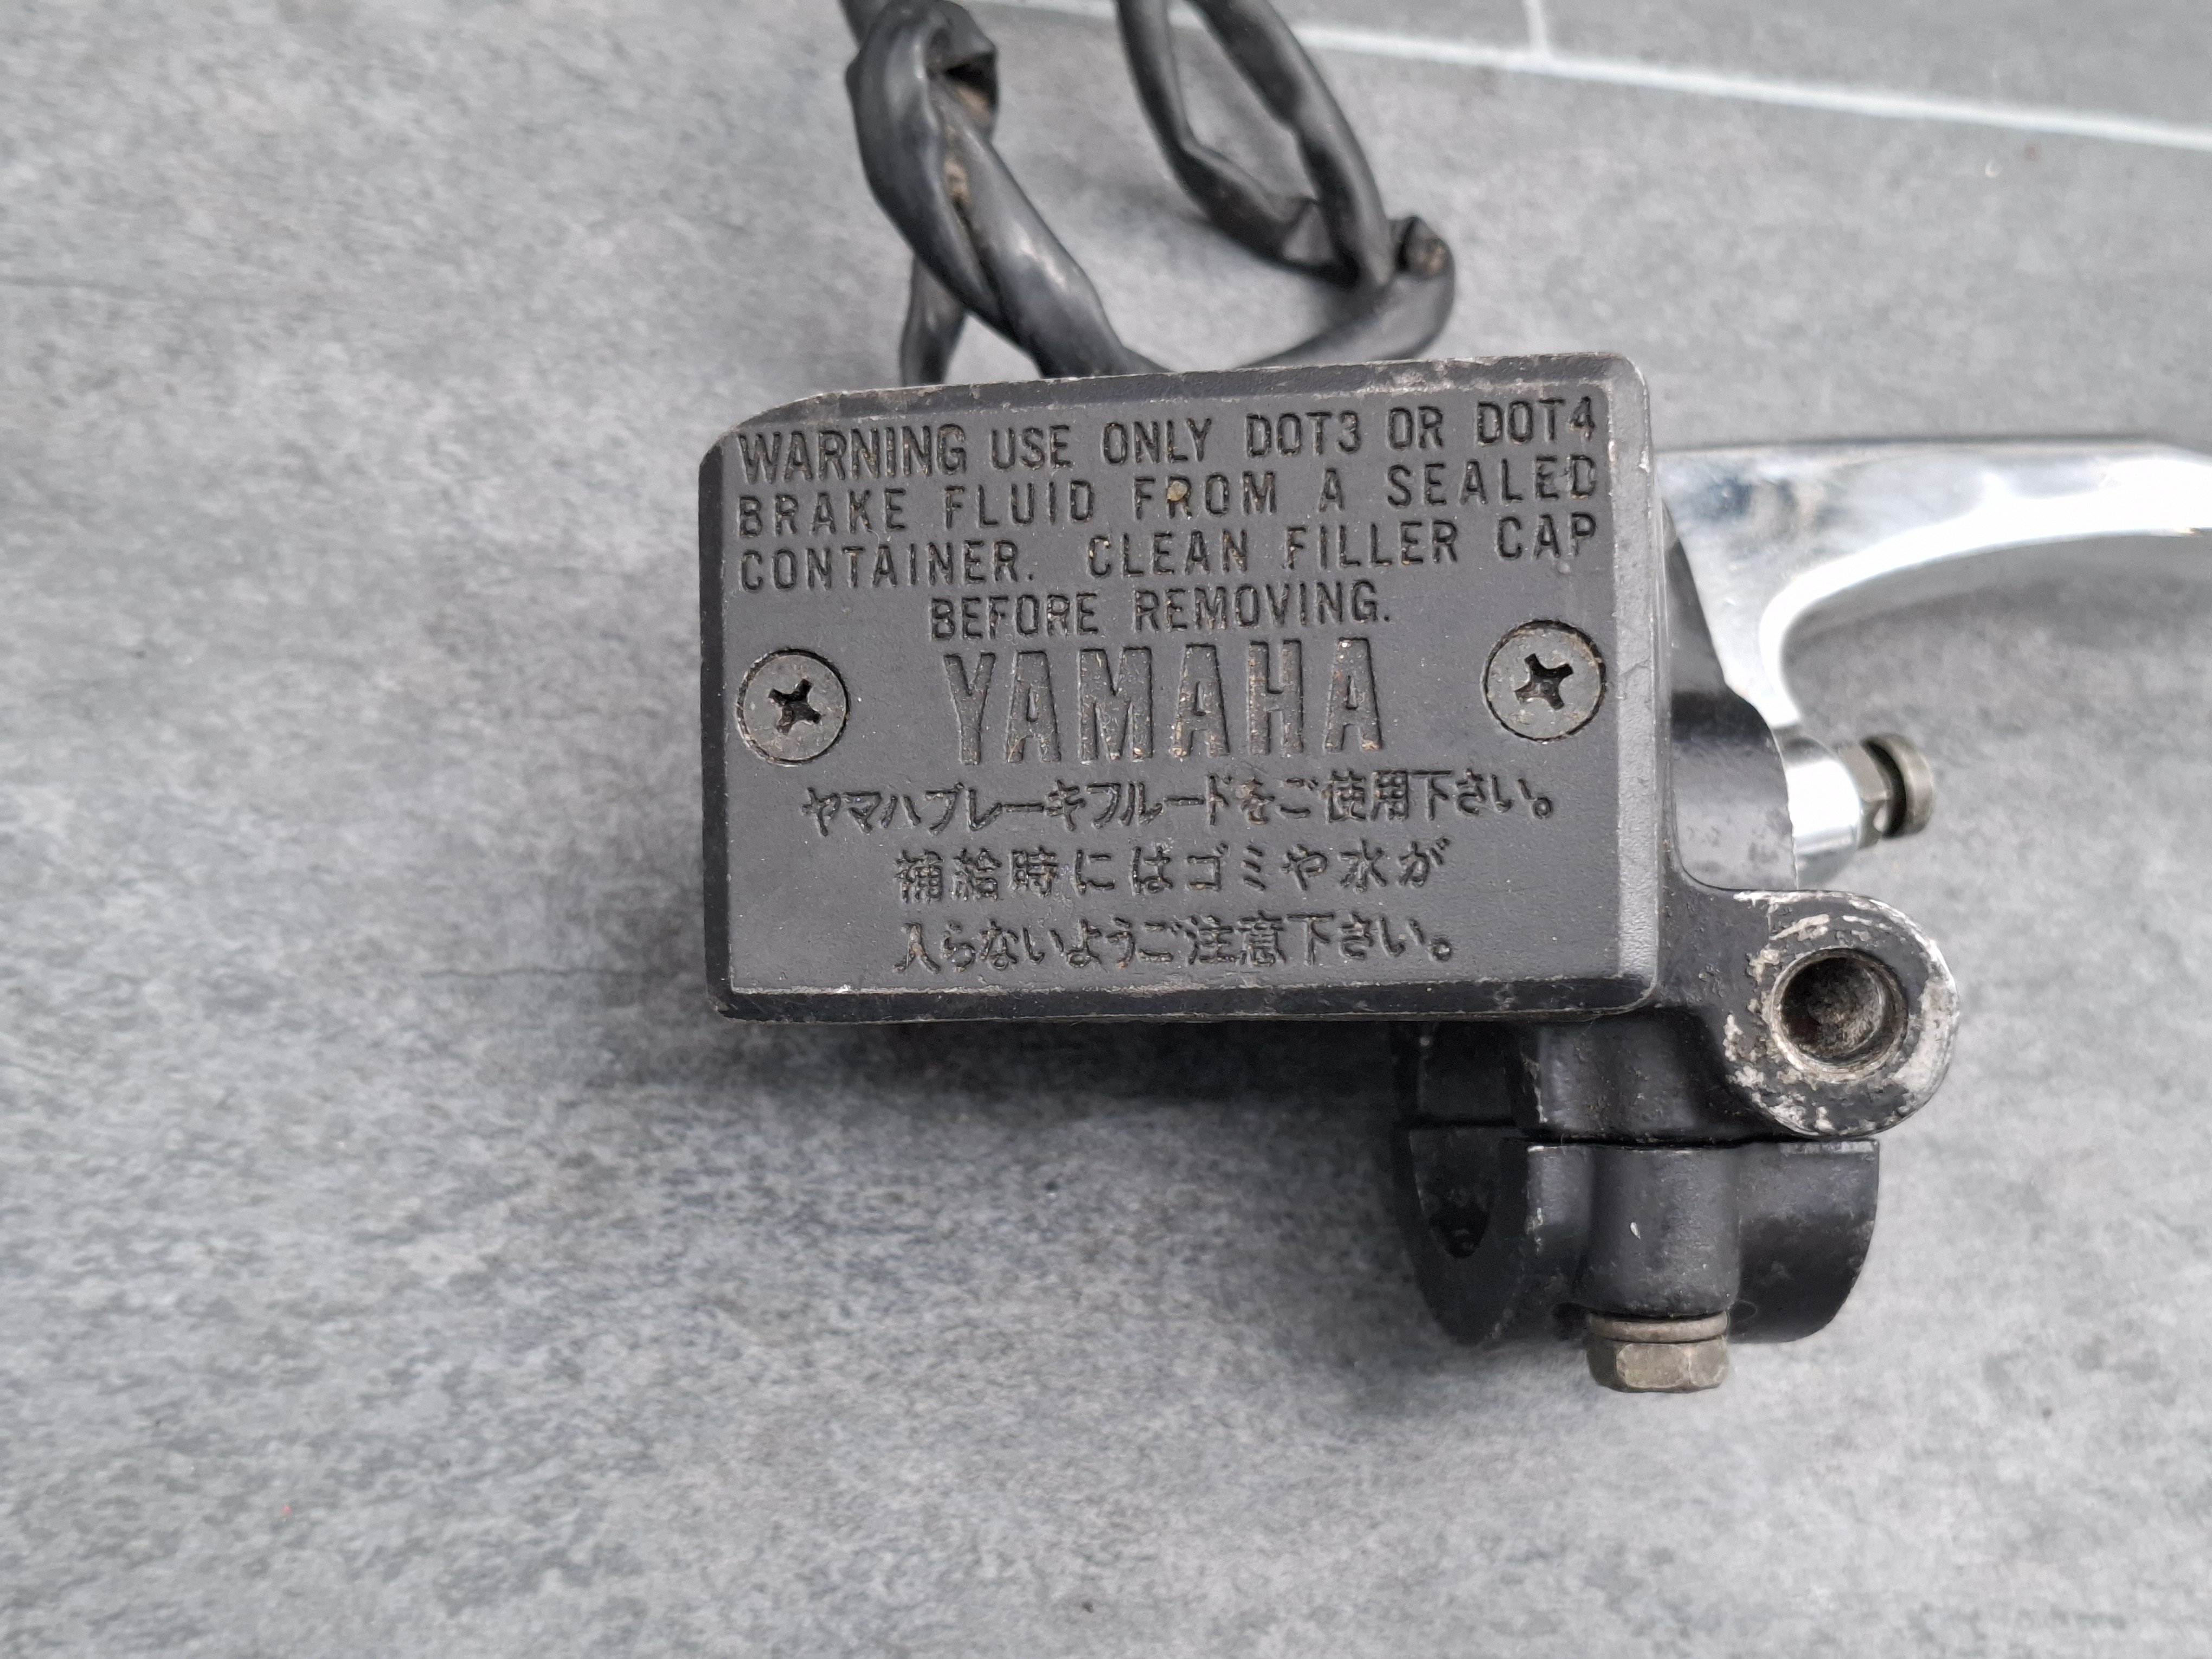 WARNING USE ONLY DOT3 OR DOT4
BRAKE FLUID FROM A SEALED
CONTAINER. CLEAN FILLER CAP
BEFORE REMOVING.
YAMAHA
ヤマハブレーキフルードをご使用下さい。
補給時にはゴミや水が
入らないようご注意下さい。